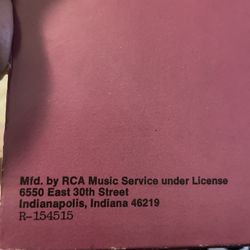 Mfd. by RCA Music Service under License
6550 East 30th Street
Indianapolis, Indiana 46219
R-154515